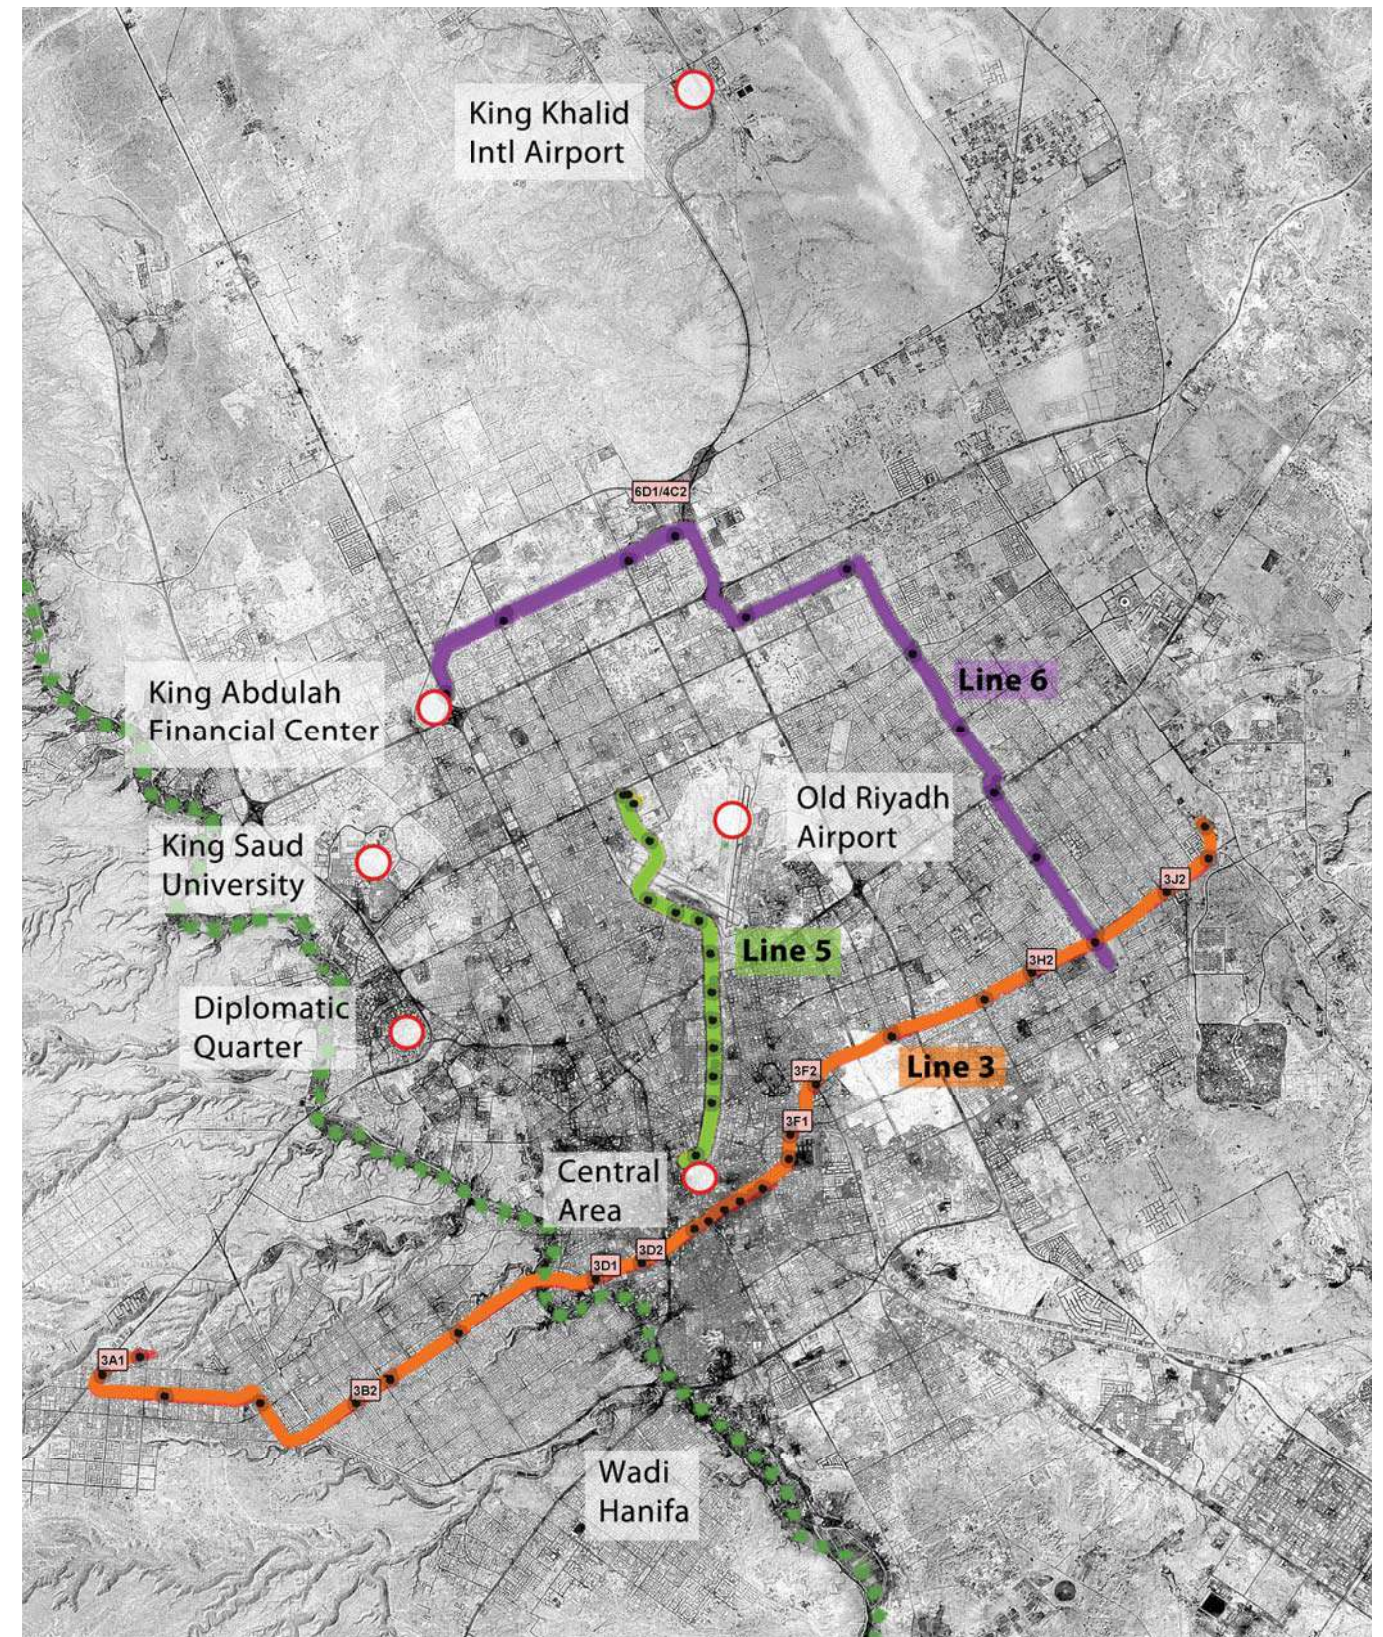 King Khalid
Intl Airport
6D1/4C2
King Abdulah
Financial Center
Line 6
Old Riyadh
Airport
King Saud
University
3J2
Line 5
3H2
Diplomatic
Quarter
3F2
Line 3
3F1
Central
Area
3D2
3D1
3A1
3B2
Wadi
Hanifa